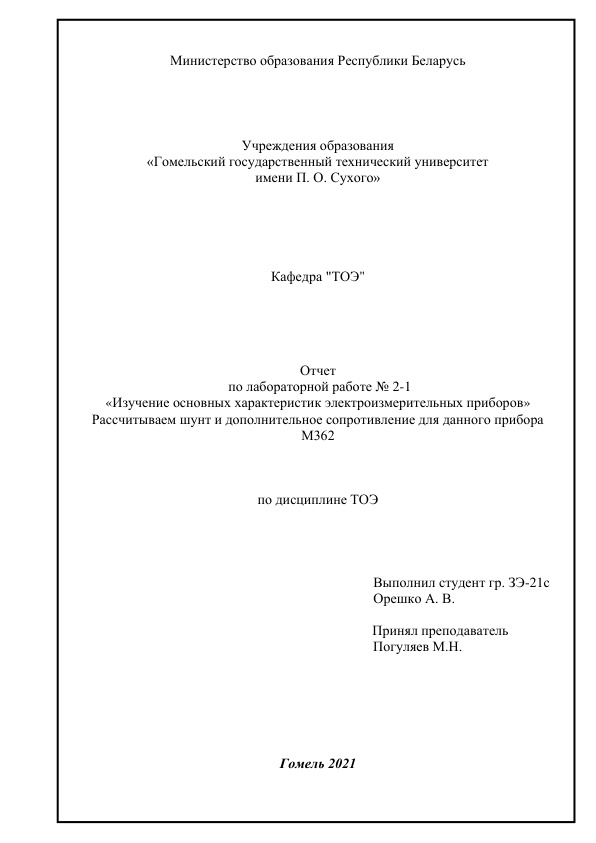 Министерство образования Республики Беларусь
Учреждения образования
«Гомельский государственный технический университет
имени П. О. Сухого»
Кафедра "ТОЭ"
Отчет
по лабораторной работе № 2-1
«Изучение основных характеристик электроизмерительных приборов»
Рассчитываем шунт и дополнительное сопротивление для данного прибора
М362
по дисциплине ТОЭ
Выполнил студент гр. ЗЭ-21с
Орешко А. В.
Принял преподаватель
Погуляев М.Н.
Гомель 2021